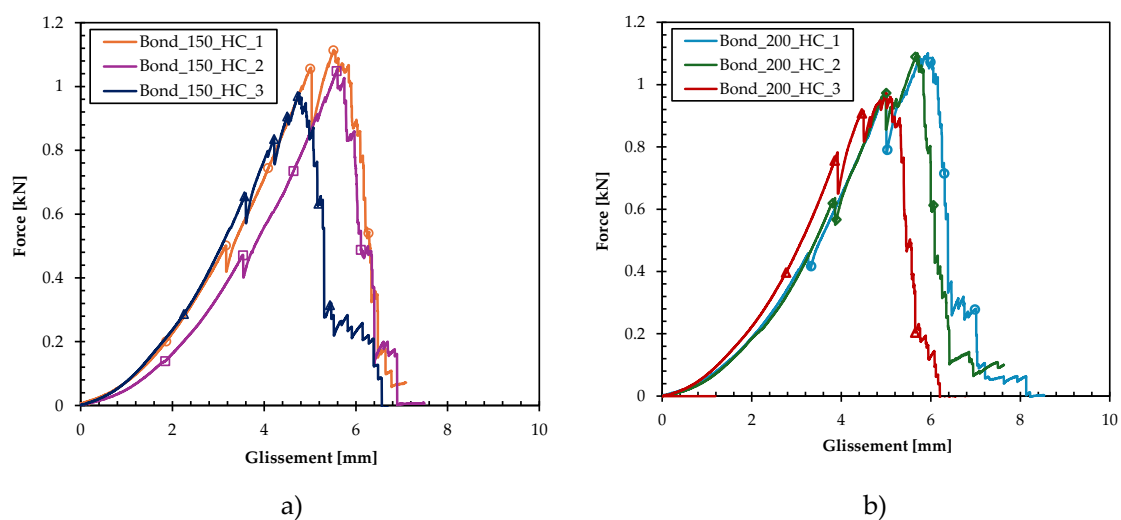 1.2
1
0.8
0.6
0.4
0.2
0
Force [kN]
Bond_150_HC_1
Bond_150_HC_2
Bond_150_HC_3
0 2 4 6 8 10
Glissement [mm]
a)
1.2
1
0.8
0.6
0.4
0.2
0
Force [kN]
Bond_200_HC_1
Bond_200_HC_2
Bond_200_HC_3
0 2 4 6 8 10
Glissement [mm]
b)